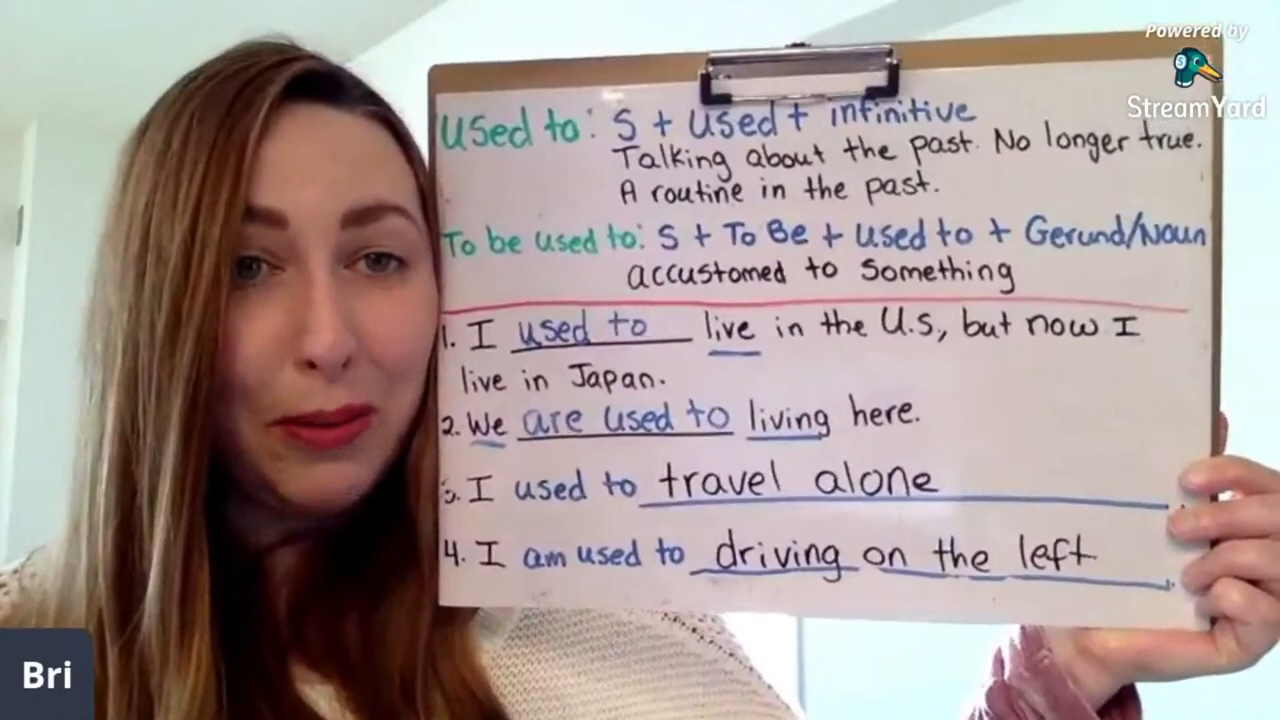 Powered by
StreamYard
used to: S + used + infinitive
Talking about the past. No longer true.
A routine in the past.
To be used to: S + To Be + used to + Gerund/Noun
accustomed to something
1. I used to live in the U.S., but now I
live in Japan.
2. We are used to living here.
3. I used to travel alone.
4. I am used to driving on the left.
Bri